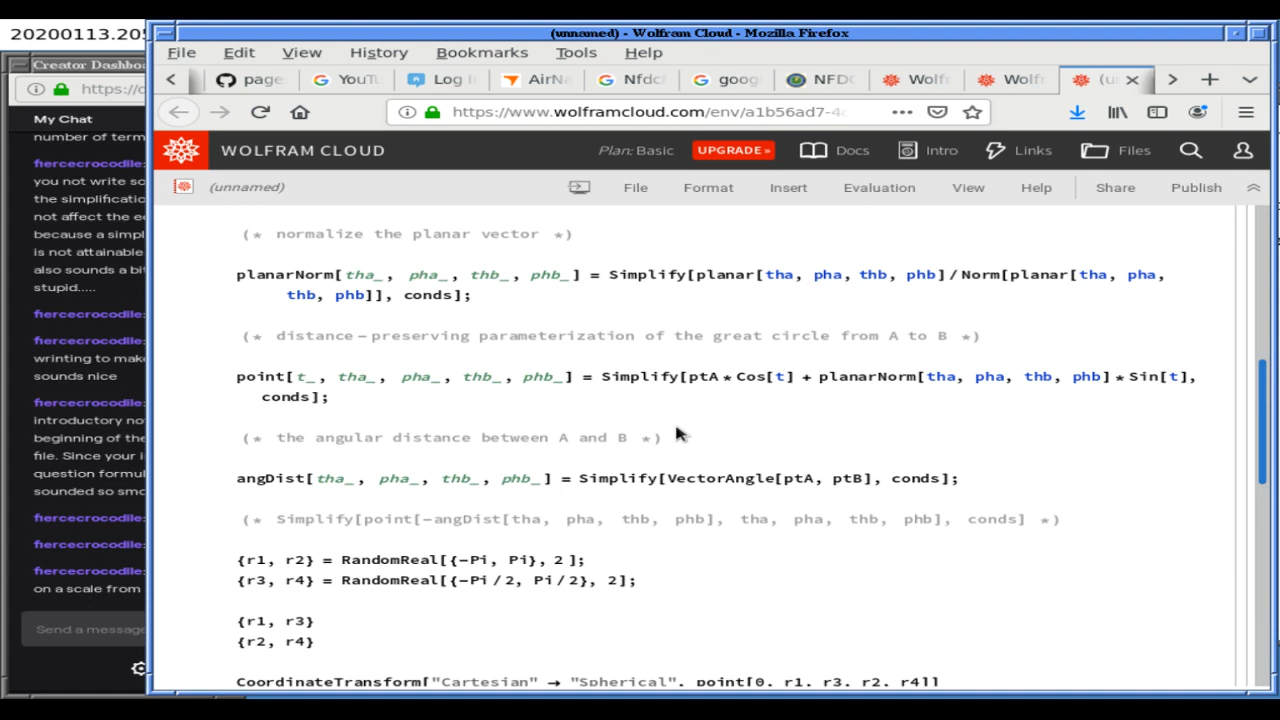 20200113.205
(unnamed) - Wolfram Cloud - Mozilla Firefox
File Edit View History Bookmarks Tools Help
page YouTu Log I AirNa Nfdcf goog NFDC Wolfr Wolfr (u
https://www.wolframcloud.com/env/a1b56ad7-4
WOLFRAM CLOUD Plan: Basic UPGRADE » Docs Intro Links Files
(unnamed) File Format Insert Evaluation View Help Share Publish
(* normalize the planar vector *)
planarNorm[tha_, pha_, thb_, phb_] = Simplify[planar[tha, pha, thb, phb]/Norm[planar[tha, pha,
thb, phb]], conds];
(* distance-preserving parameterization of the great circle from A to B *)
point[t_, tha_, pha_, thb_, phb_] = Simplify[ptA*Cos[t] + planarNorm[tha, pha, thb, phb]*Sin[t],
conds];
(* the angular distance between A and B *)
angDist[tha_, pha_, thb_, phb_] = Simplify[VectorAngle[ptA, ptB], conds];
(* Simplify[point[-angDist[tha, pha, thb, phb], tha, pha, thb, phb], conds] *)
{r1, r2} = RandomReal[{-Pi, Pi}, 2];
{r3, r4} = RandomReal[{-Pi/2, Pi/2}, 2];
{r1, r3}
{r2, r4}
CoordinateTransform["Cartesian" → "Spherical", point[0, r1, r3, r2, r4]]
Creator Dashbo
https://
My Chat
number of term
fiercecrocodile:
you not write so
the simplification
not affect the e
because a simpl
is not attainable
also sounds a bi
stupid.....
fiercecrocodile:
fiercecrocodile:
wrinting to make
sounds nice
fiercecrocodile:
introductory no
beginning of the
file. Since your i
question formul
sounded so smo
fiercecrocodile:
fiercecrocodile:
fiercecrocodile:
on a scale from
Send a message